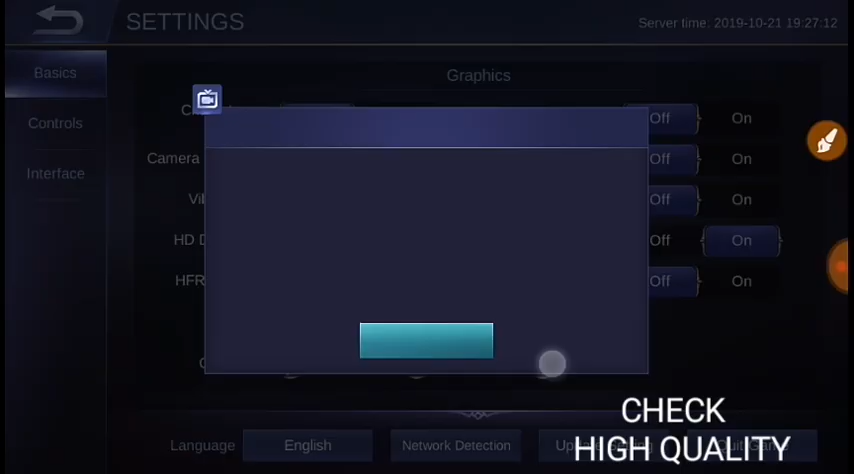 SETTINGS
Server time: 2019-10-21 19:27:12
Basics
Graphics
Off On
Controls
Camera Off On
Interface
Off On
HD Off On
HFR Off On
CHECK
Language English Network Detection
HIGH QUALITY